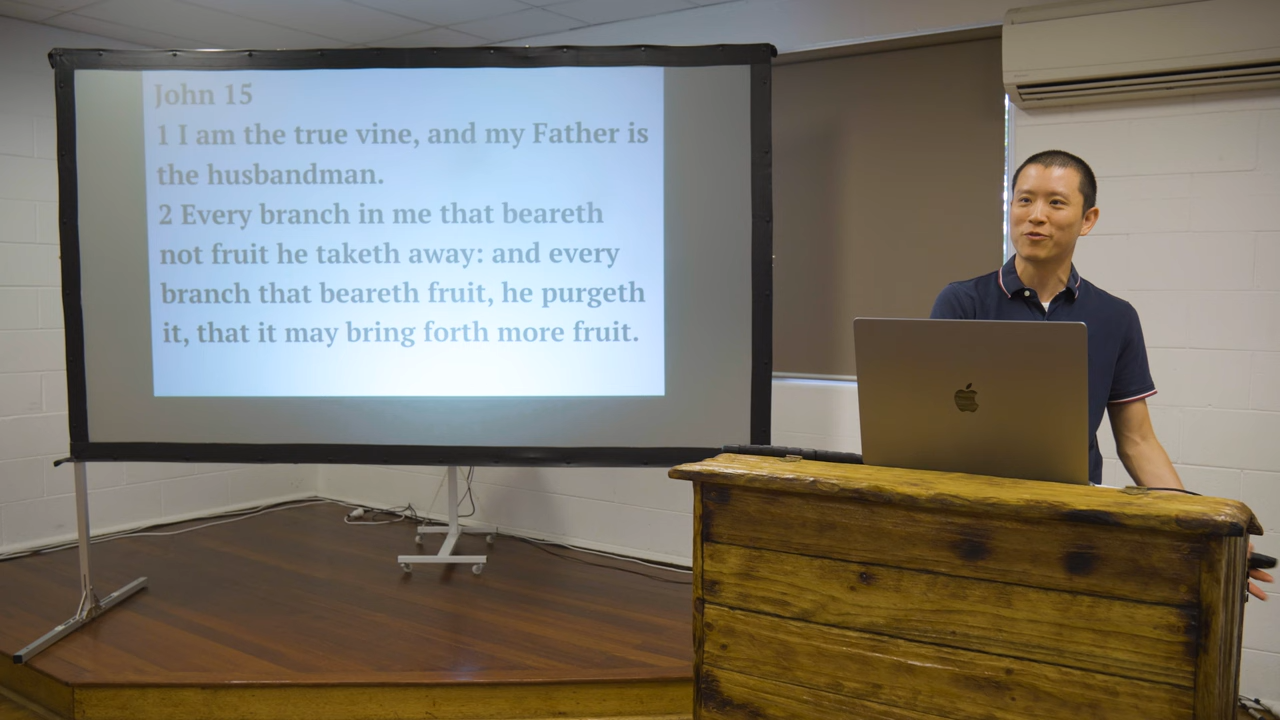 John 15
1 I am the true vine, and my Father is
the husbandman.
2 Every branch in me that beareth
not fruit he taketh away: and every
branch that beareth fruit, he purgeth
it, that it may bring forth more fruit.